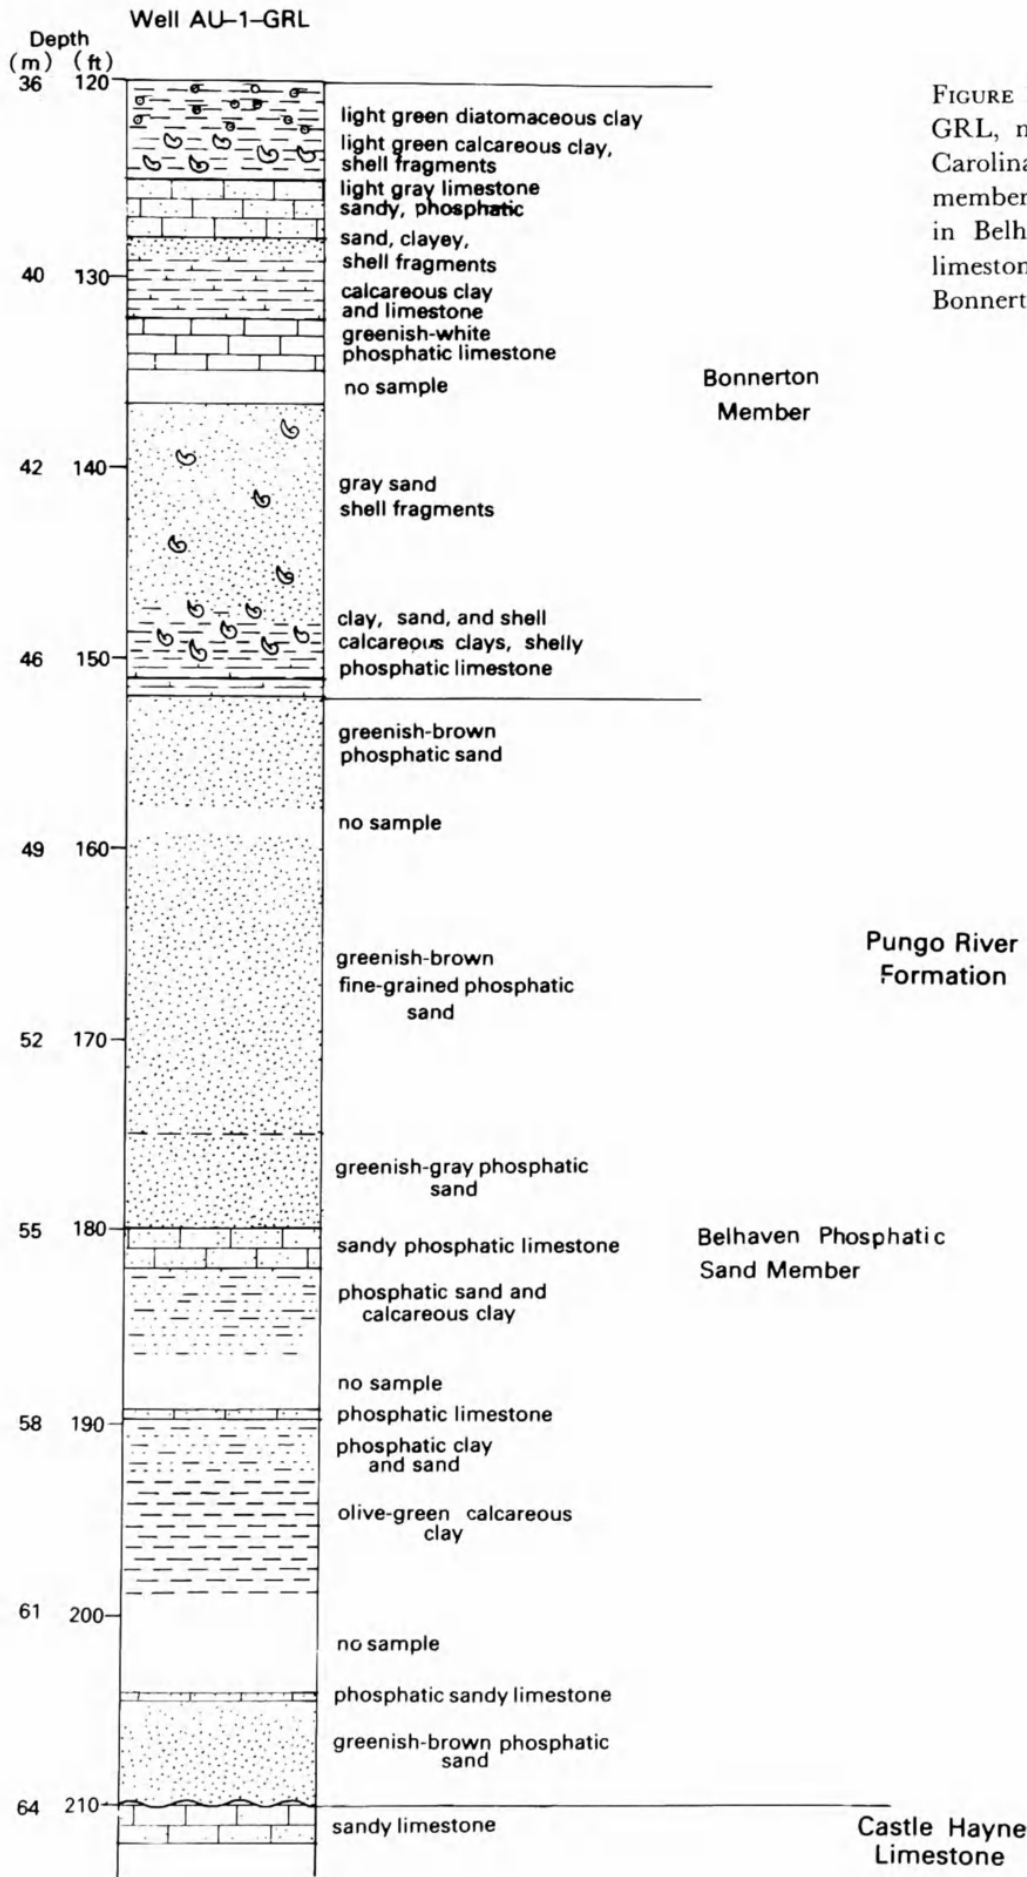 Well AU–1–GRL
Depth
(m) (ft)
36 120
light green diatomaceous clay
light green calcareous clay,
shell fragments
light gray limestone
sandy, phosphatic
sand, clayey,
shell fragments
40 130
calcareous clay
and limestone
greenish-white
phosphatic limestone
no sample
Bonnerton
Member
42 140
gray sand
shell fragments
clay, sand, and shell
calcareous clays, shelly
46 150
phosphatic limestone
greenish-brown
phosphatic sand
no sample
49 160
greenish-brown
fine-grained phosphatic
sand
Pungo River
Formation
52 170
greenish-gray phosphatic
sand
55 180
sandy phosphatic limestone
Belhaven Phosphatic
Sand Member
phosphatic sand and
calcareous clay
no sample
phosphatic limestone
58 190
phosphatic clay
and sand
olive-green calcareous
clay
61 200
no sample
phosphatic sandy limestone
greenish-brown phosphatic
sand
64 210
sandy limestone
Castle Hayne
Limestone
FIGURE
GRL,
Carolina
member
in Belh
limeston
Bonnert